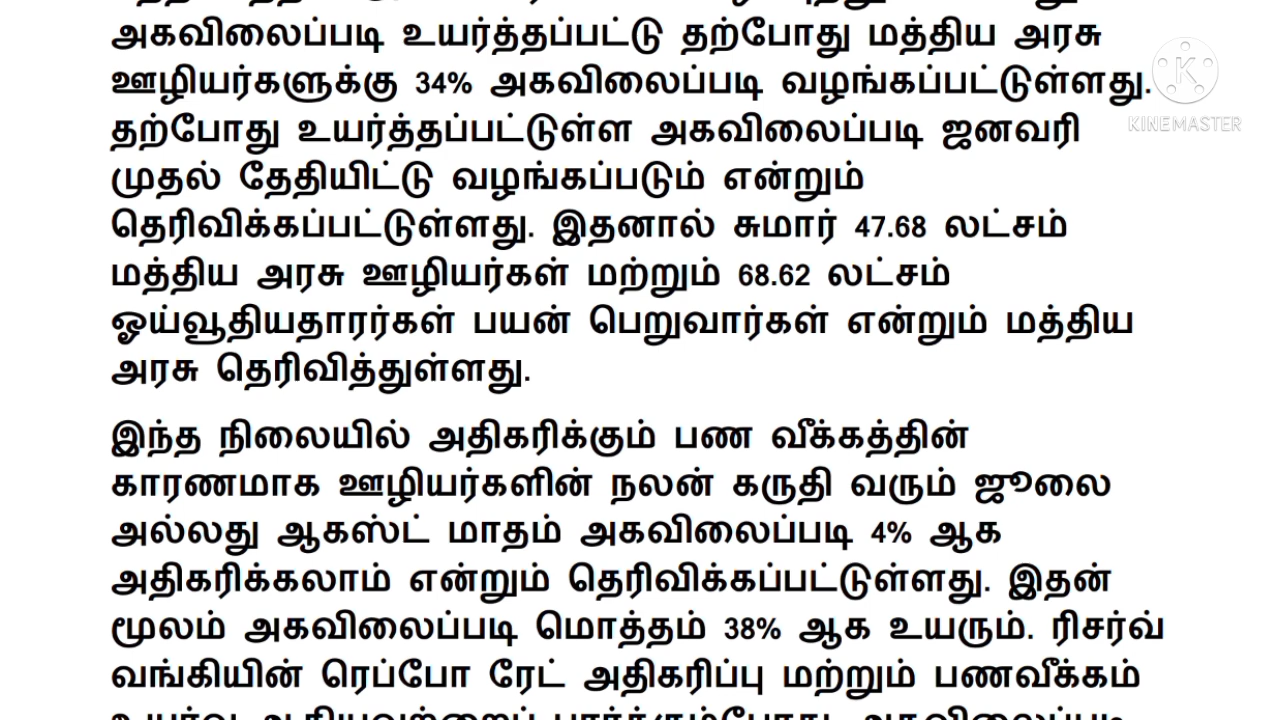 அகவிலைப்படி உயர்த்தப்பட்டு தற்போது மத்திய அரசு
ஊழியர்களுக்கு 34% அகவிலைப்படி வழங்கப்பட்டுள்ளது.
KINEMASTER
தற்போது உயர்த்தப்பட்டுள்ள அகவிலைப்படி ஜனவரி
முதல் தேதியிட்டு வழங்கப்படும் என்றும்
தெரிவிக்கப்பட்டுள்ளது. இதனால் சுமார் 47.68 லட்சம்
மத்திய அரசு ஊழியர்கள் மற்றும் 68.62 லட்சம்
ஓய்வூதியதாரர்கள் பயன் பெறுவார்கள் என்றும் மத்திய
அரசு தெரிவித்துள்ளது.
இந்த நிலையில் அதிகரிக்கும் பண வீக்கத்தின்
காரணமாக ஊழியர்களின் நலன் கருதி வரும் ஜூலை
அல்லது ஆகஸ்ட் மாதம் அகவிலைப்படி 4% ஆக
அதிகரிக்கலாம் என்றும் தெரிவிக்கப்பட்டுள்ளது. இதன்
மூலம் அகவிலைப்படி மொத்தம் 38% ஆக உயரும். ரிசர்வ்
வங்கியின் ரெப்போ ரேட் அதிகரிப்பு மற்றும் பணவீக்கம்